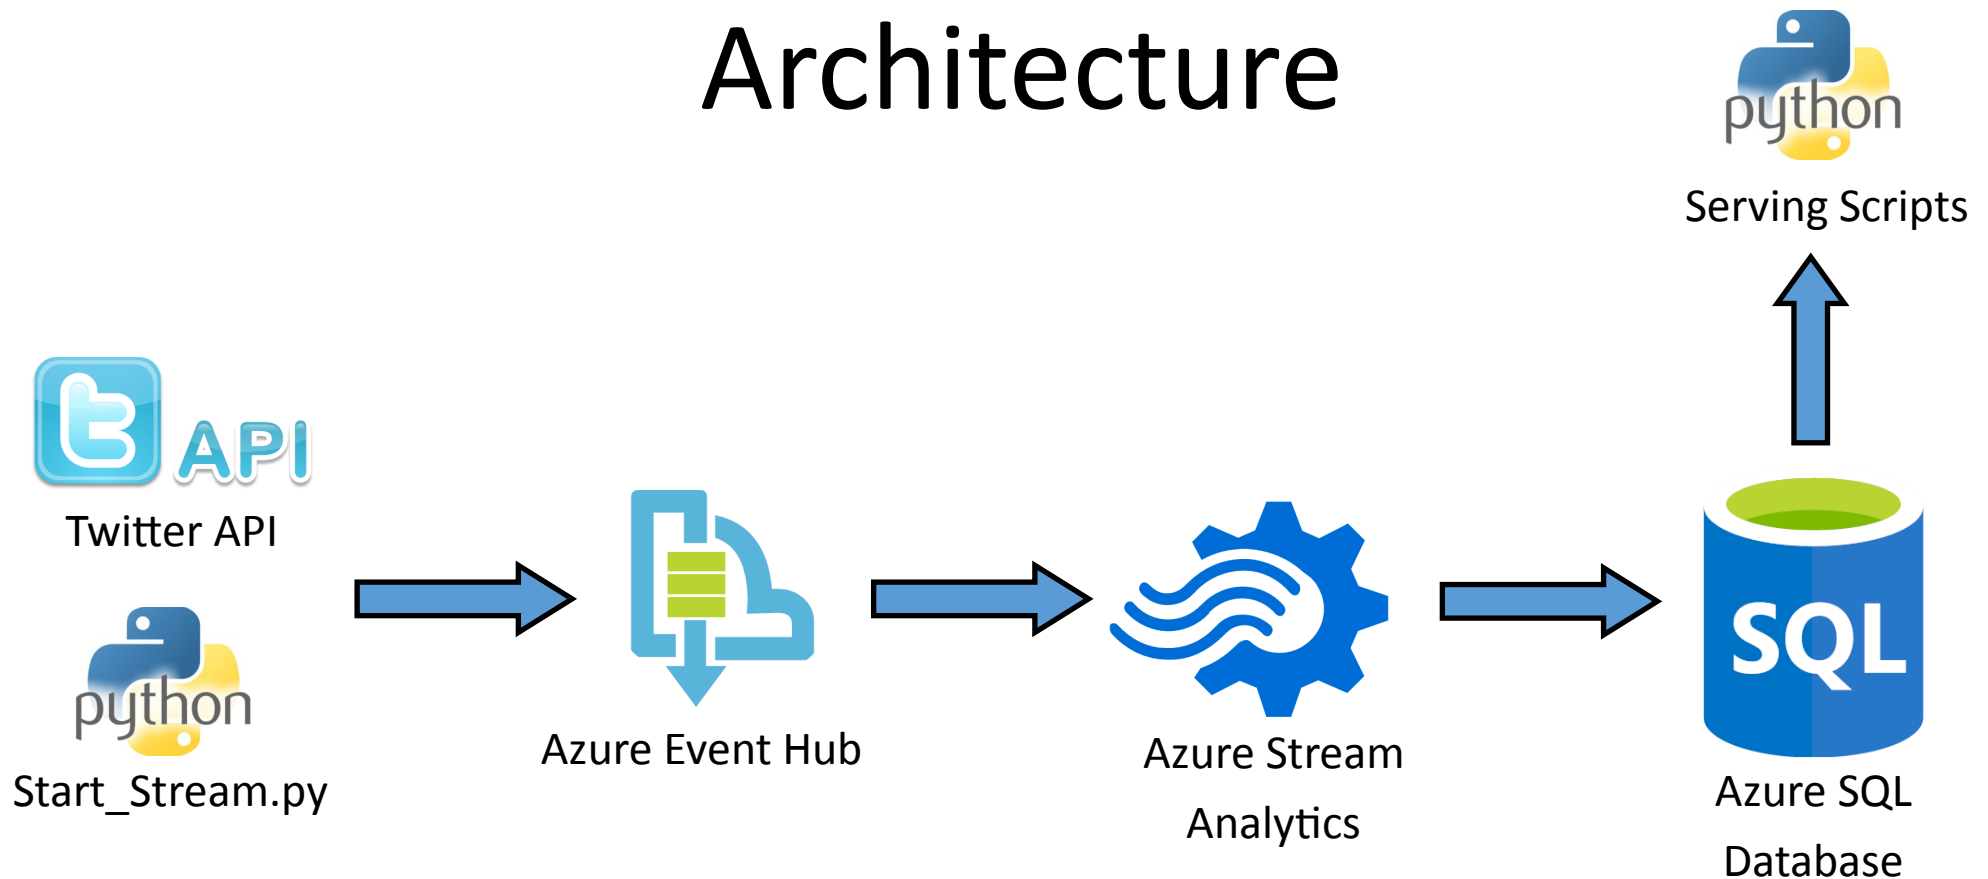 Architecture
python
Serving Scripts
t API
Twitter API
python
Start_Stream.py
Azure Event Hub
Azure Stream
Analytics
SQL
Azure SQL
Database